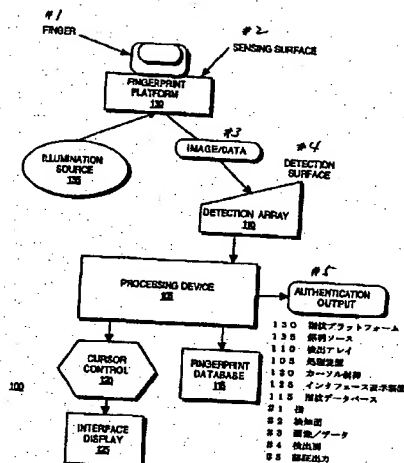 #1
FINGER
#2
SENSING SURFACE
FINGERPRINT
PLATFORM
130
#3
IMAGE/DATA
#4
DETECTION
SURFACE
ILLUMINATION
SOURCE
135
DETECTION ARRAY
110
PROCESSING DEVICE
105
#5
AUTHENTICATION
OUTPUT
CURSOR
CONTROL
120
FINGERPRINT
DATABASE
115
100
INTERFACE
DISPLAY
125
130 指紋プラットフォーム
135 照明ソース
110 検出アレイ
105 処理装置
120 カーソル制御
125 インタフェース表示装置
115 指紋データベース
#1 指
#2 検知面
#3 画像/データ
#4 検出面
#5 認証出力